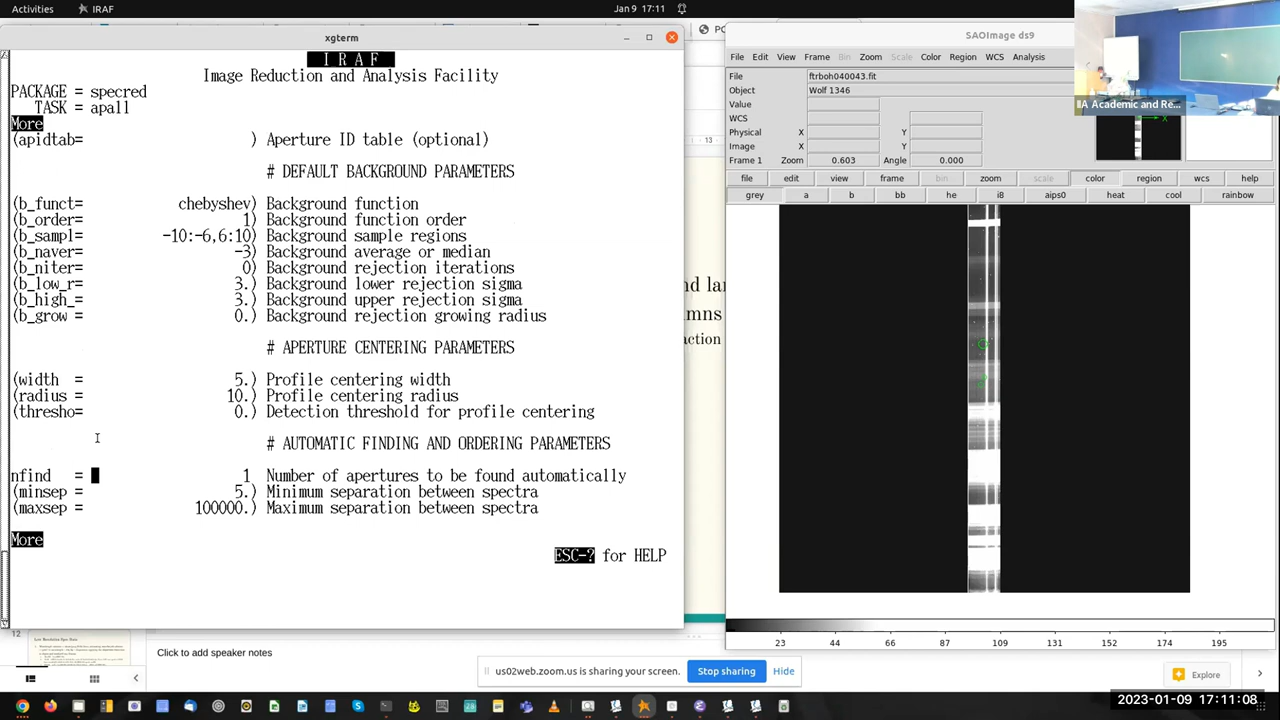 Activities IRAF Jan 9 17:11
xgterm
I R A F
Image Reduction and Analysis Facility
PACKAGE = specred
TASK = apall
More
(apidtab= ) Aperture ID table (optional)
# DEFAULT BACKGROUND PARAMETERS
(b_funct= chebyshev) Background function
(b_order= 1) Background function order
(b_sampl= -10:-6,6:10) Background sample regions
(b_naver= -3) Background average or median
(b_niter= 0) Background rejection iterations
(b_low_r= 3.) Background lower rejection sigma
(b_high_= 3.) Background upper rejection sigma
(b_grow = 0.) Background rejection growing radius
# APERTURE CENTERING PARAMETERS
(width = 5.) Profile centering width
(radius = 10.) Profile centering radius
(thresho= 0.) Detection threshold for profile centering
# AUTOMATIC FINDING AND ORDERING PARAMETERS
nfind = 1 Number of apertures to be found automatically
(minsep = 5.) Minimum separation between spectra
(maxsep = 100000.) Maximum separation between spectra
More
ESC-? for HELP
SAOImage ds9
File Edit View Frame Bin Zoom Scale Color Region WCS Analysis
File ftrboh040043.fit
Object Wolf 1346
Value
WCS
Physical X Y
Image X Y
Frame 1 Zoom 0.603 Angle 0.000
file edit view frame bin zoom scale color region wcs help
grey a b bb he i8 aips0 heat cool rainbow
23 44 66 87 109 130 152 174 195
IIA Academic and Re...
X
PC
13
nd lar
mns
action
12
Click to add speaker notes
us02web.zoom.us is sharing your screen. Stop sharing Hide
Explore
2023-01-09 17:11:08